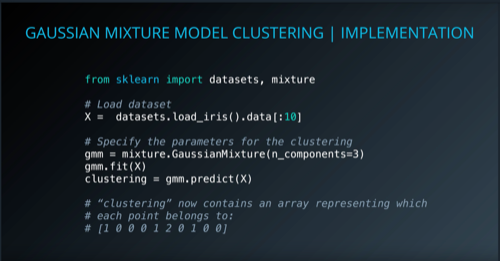 GAUSSIAN MIXTURE MODEL CLUSTERING | IMPLEMENTATION
from sklearn import datasets, mixture
# Load dataset
X =  datasets.load_iris().data[:10]
# Specify the parameters for the clustering
gmm = mixture.GaussianMixture(n_components=3)
gmm.fit(X)
clustering = gmm.predict(X)
# “clustering” now contains an array representing which
# each point belongs to:
# [1 0 0 0 1 2 0 1 0 0]